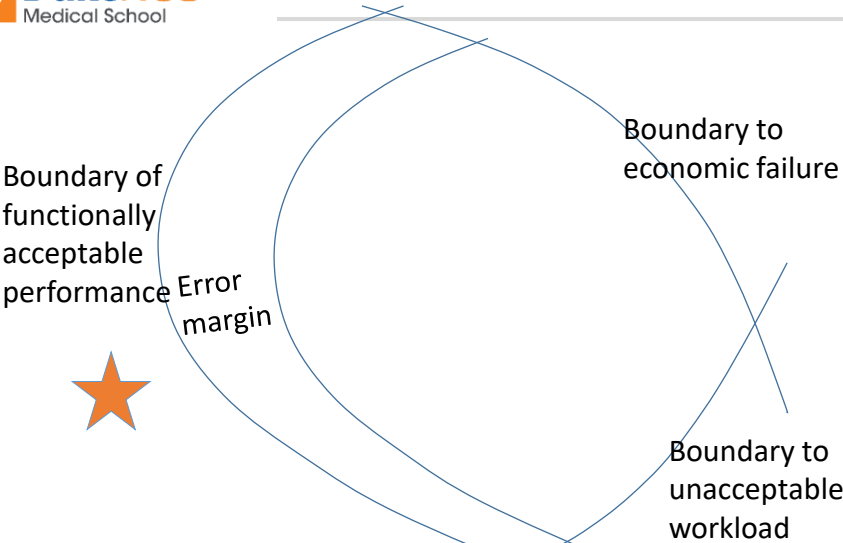 Medical School
Boundary to
economic failure
Boundary of
functionally
acceptable
performance
Error
margin
Boundary to
unacceptable
workload